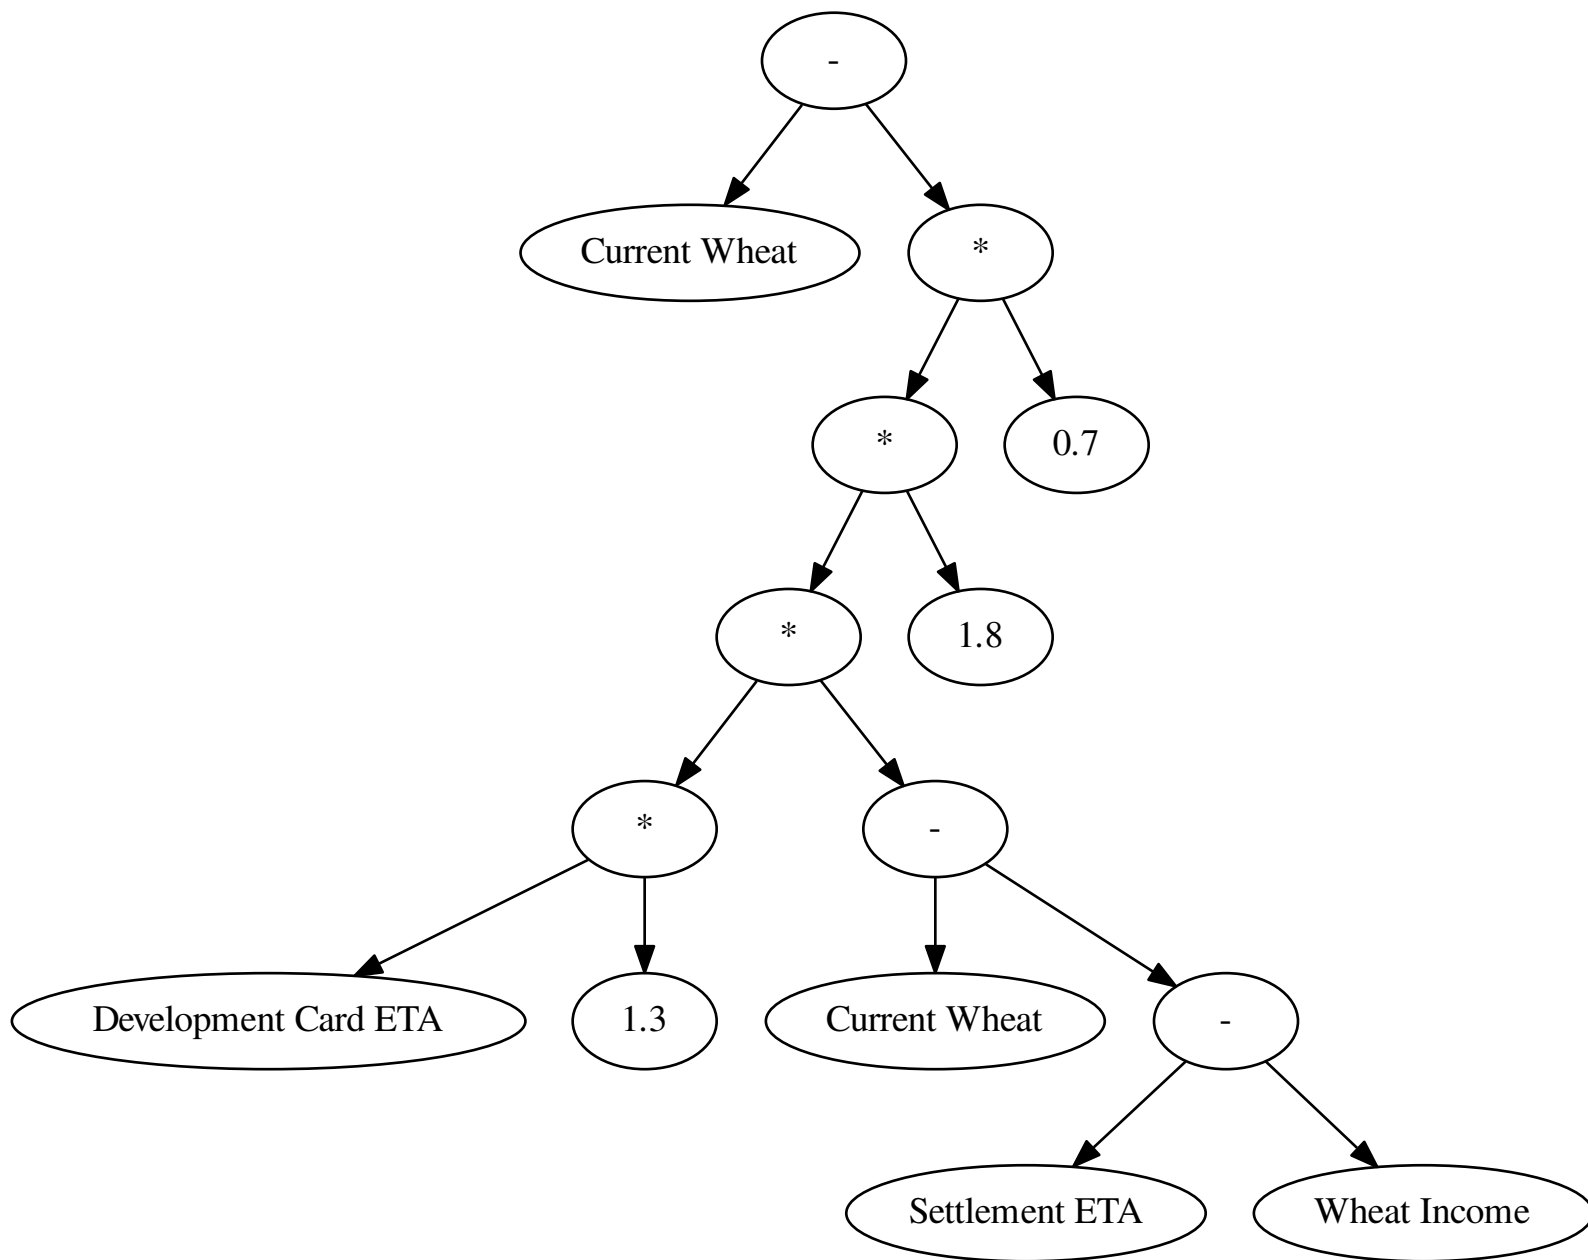 -
Current Wheat
*
*
0.7
*
1.8
*
-
Development Card ETA
1.3
Current Wheat
-
Settlement ETA
Wheat Income